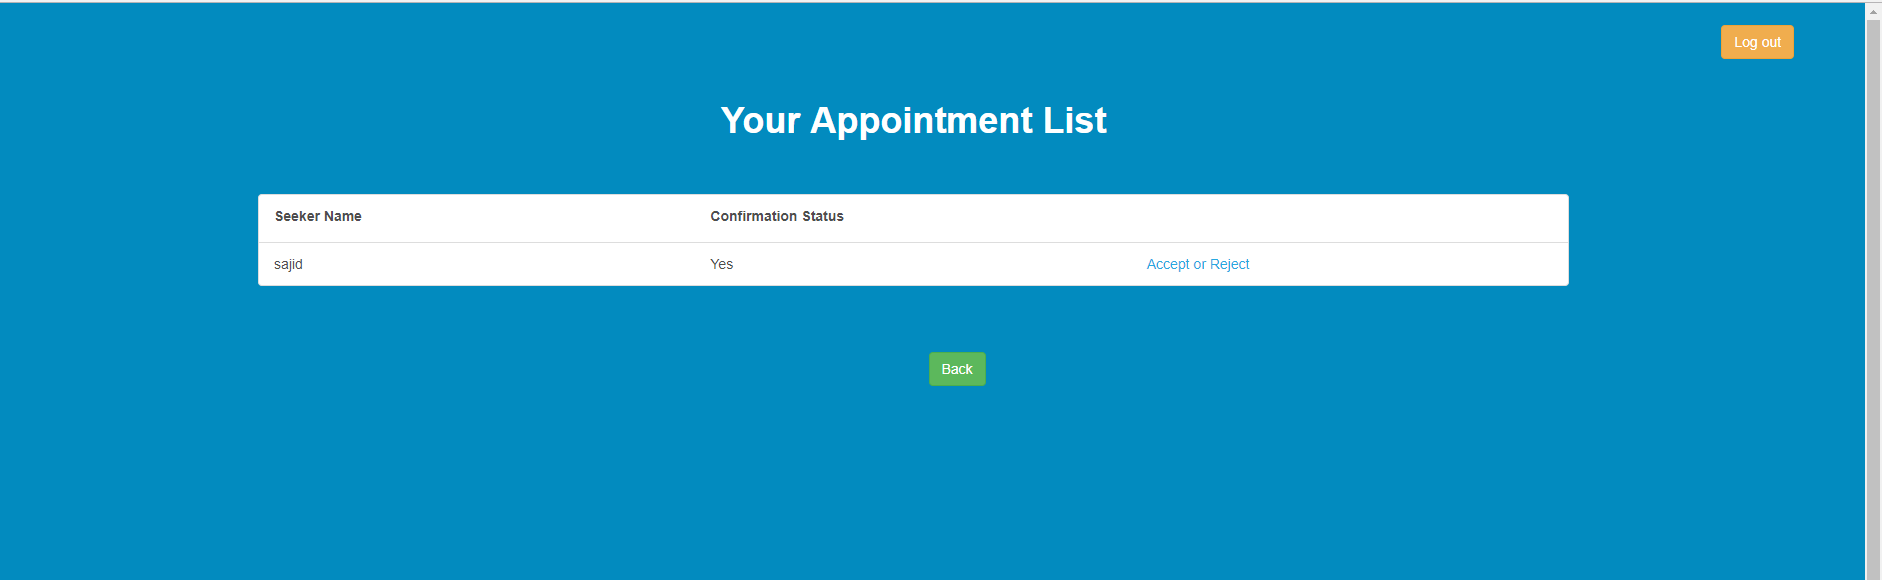 Log out
Your Appointment List
Seeker Name Confirmation Status
sajid Yes Accept or Reject
Back